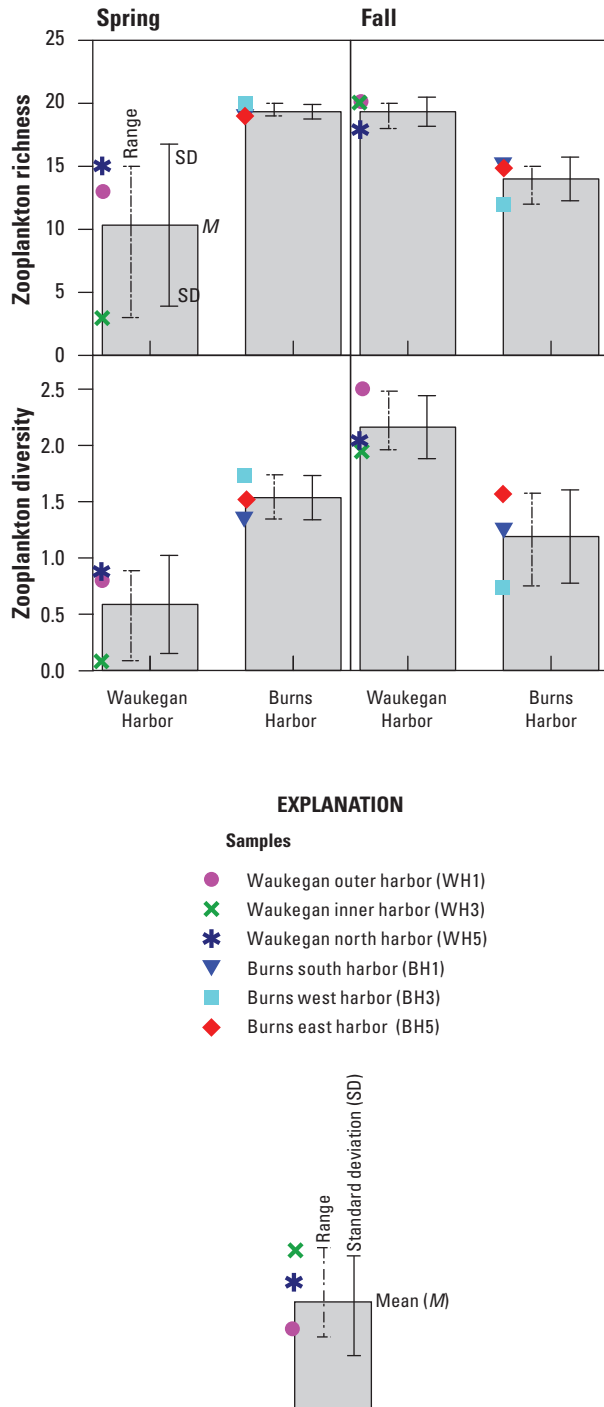 Spring
Fall
Zooplankton richness
25
20
15
10
5
0
Range
SD
M
SD
Zooplankton diversity
2.5
2.0
1.5
1.0
0.5
0.0
Waukegan
Harbor
Burns
Harbor
Waukegan
Harbor
Burns
Harbor
EXPLANATION
Samples
Waukegan outer harbor (WH1)
Waukegan inner harbor (WH3)
Waukegan north harbor (WH5)
Burns south harbor (BH1)
Burns west harbor (BH3)
Burns east harbor (BH5)
Range
Standard deviation (SD)
Mean (M)